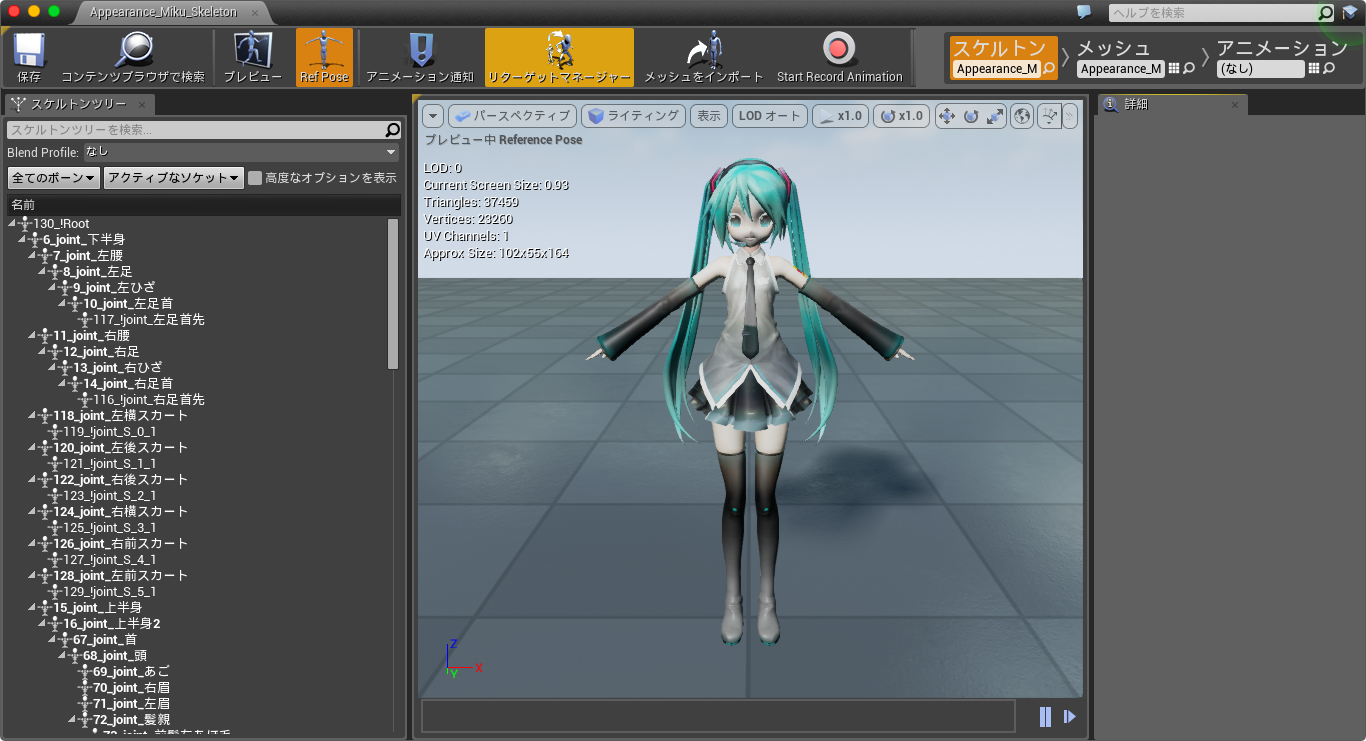 Appearance_Miku_Skeleton
ヘルプを検索
保存
コンテンツブラウザで検索
プレビュー
Ref Pose
アニメーション通知
リターゲットマネージャー
メッシュをインポート
Start Record Animation
スケルトン
Appearance_M
メッシュ
Appearance_M
アニメーション
(なし)
スケルトンツリー
スケルトンツリーを検索...
Blend Profile: なし
全てのボーン
アクティブなソケット
高度なオプションを表示
名前
130_!Root
6_joint_下半身
7_joint_左腰
8_joint_左足
9_joint_左ひざ
10_joint_左足首
117_!joint_左足首先
11_joint_右腰
12_joint_右足
13_joint_右ひざ
14_joint_右足首
116_!joint_右足首先
118_joint_左横スカート
119_!joint_S_0_1
120_joint_左後スカート
121_!joint_S_1_1
122_joint_右後スカート
123_!joint_S_2_1
124_joint_右横スカート
125_!joint_S_3_1
126_joint_右前スカート
127_!joint_S_4_1
128_joint_左前スカート
129_!joint_S_5_1
15_joint_上半身
16_joint_上半身2
67_joint_首
68_joint_頭
69_joint_あご
70_joint_右眉
71_joint_左眉
72_joint_髪親
パースペクティブ
ライティング
表示
LOD オート
x1.0
x1.0
プレビュー中 Reference Pose
LOD: 0
Current Screen Size: 0.93
Triangles: 37459
Vertices: 23260
UV Channels: 1
Approx Size: 102x55x164
Z
X
Y
詳細